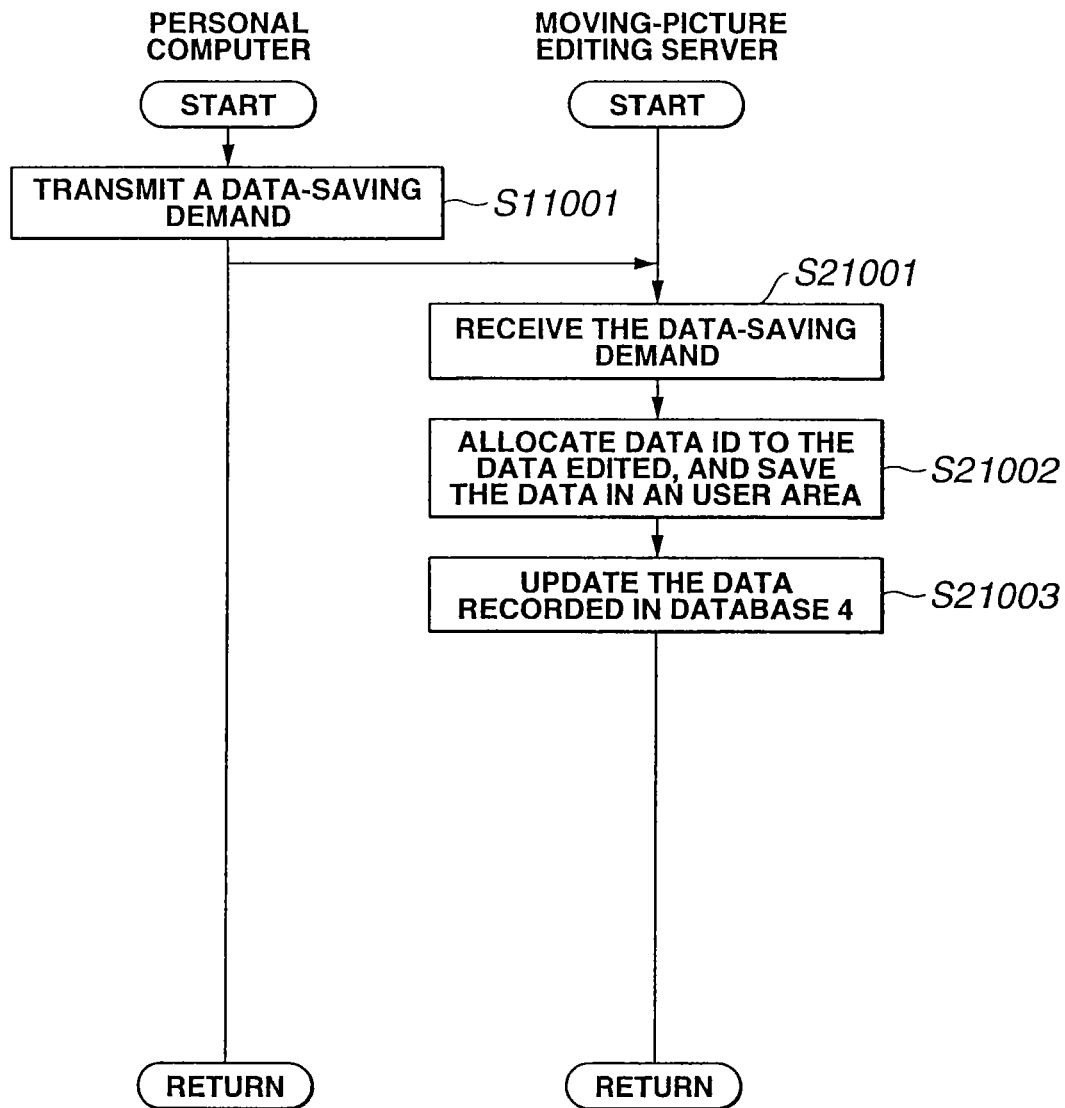 PERSONAL
COMPUTER
MOVING-PICTURE
EDITING SERVER
START
START
TRANSMIT A DATA-SAVING
DEMAND
S11001
S21001
RECEIVE THE DATA-SAVING
DEMAND
ALLOCATE DATA ID TO THE
DATA EDITED, AND SAVE
THE DATA IN AN USER AREA
S21002
UPDATE THE DATA
RECORDED IN DATABASE 4
S21003
RETURN
RETURN